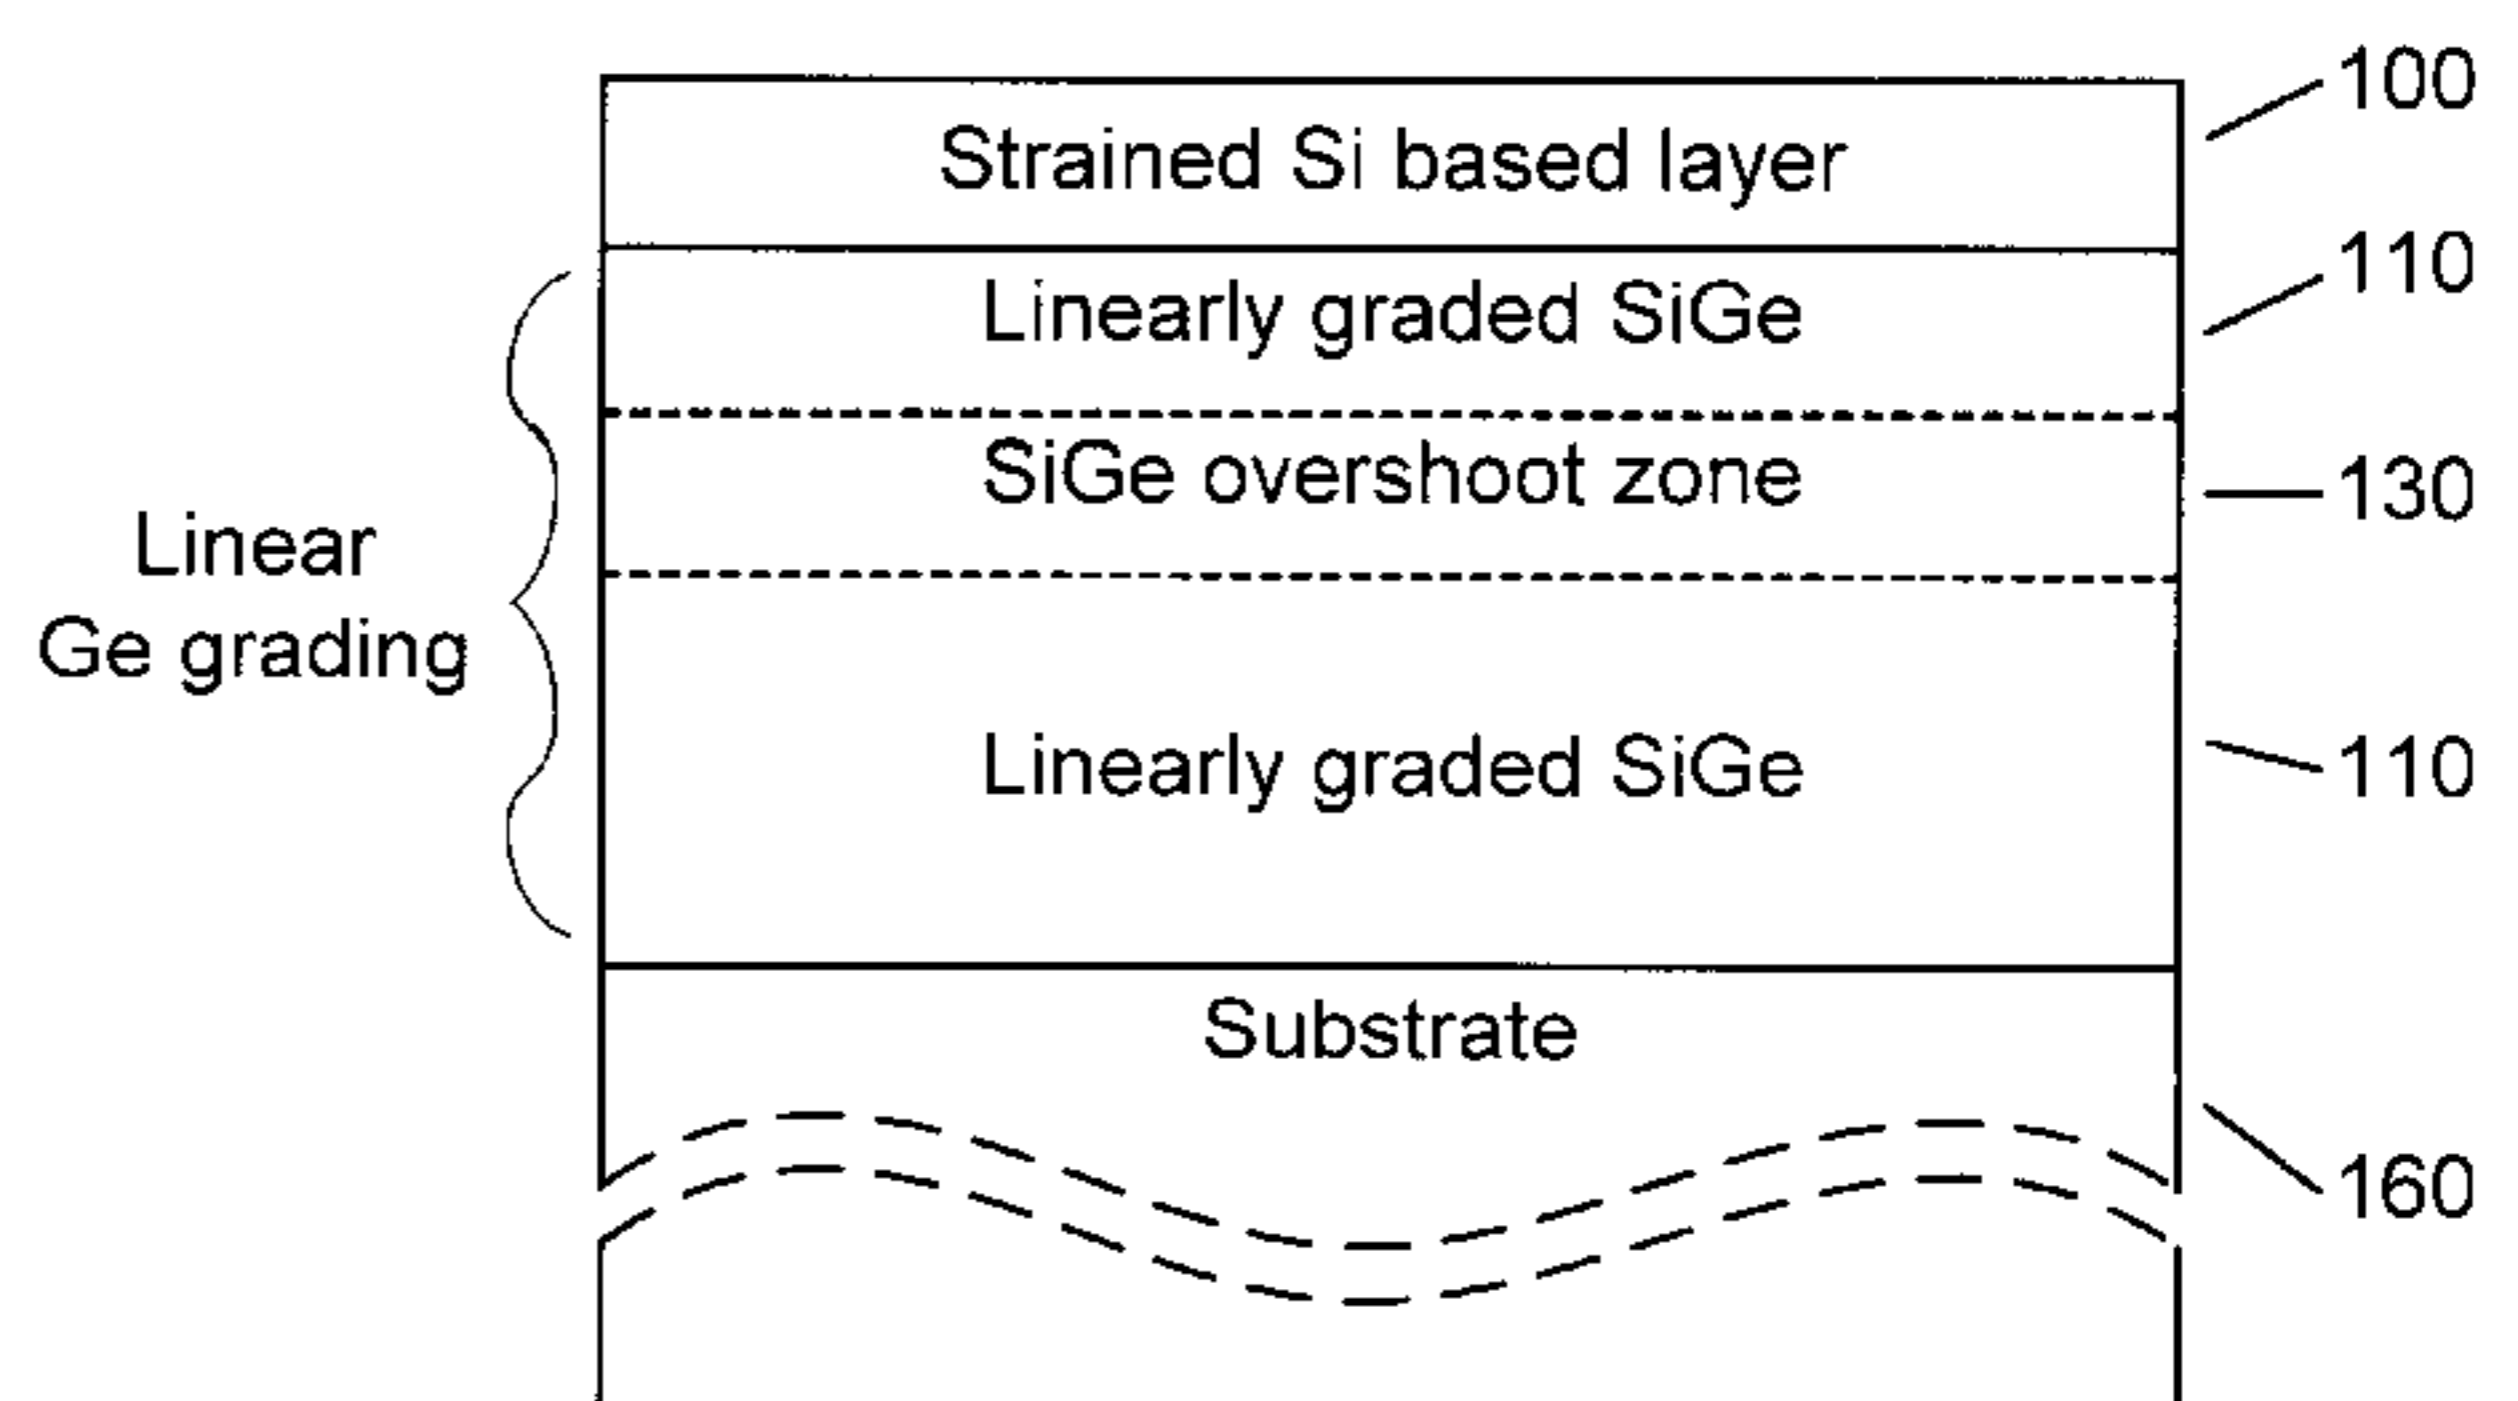 100
Strained Si based layer
110
Linearly graded SiGe
SiGe overshoot zone
130
Linear
Ge grading
Linearly graded SiGe
110
Substrate
160